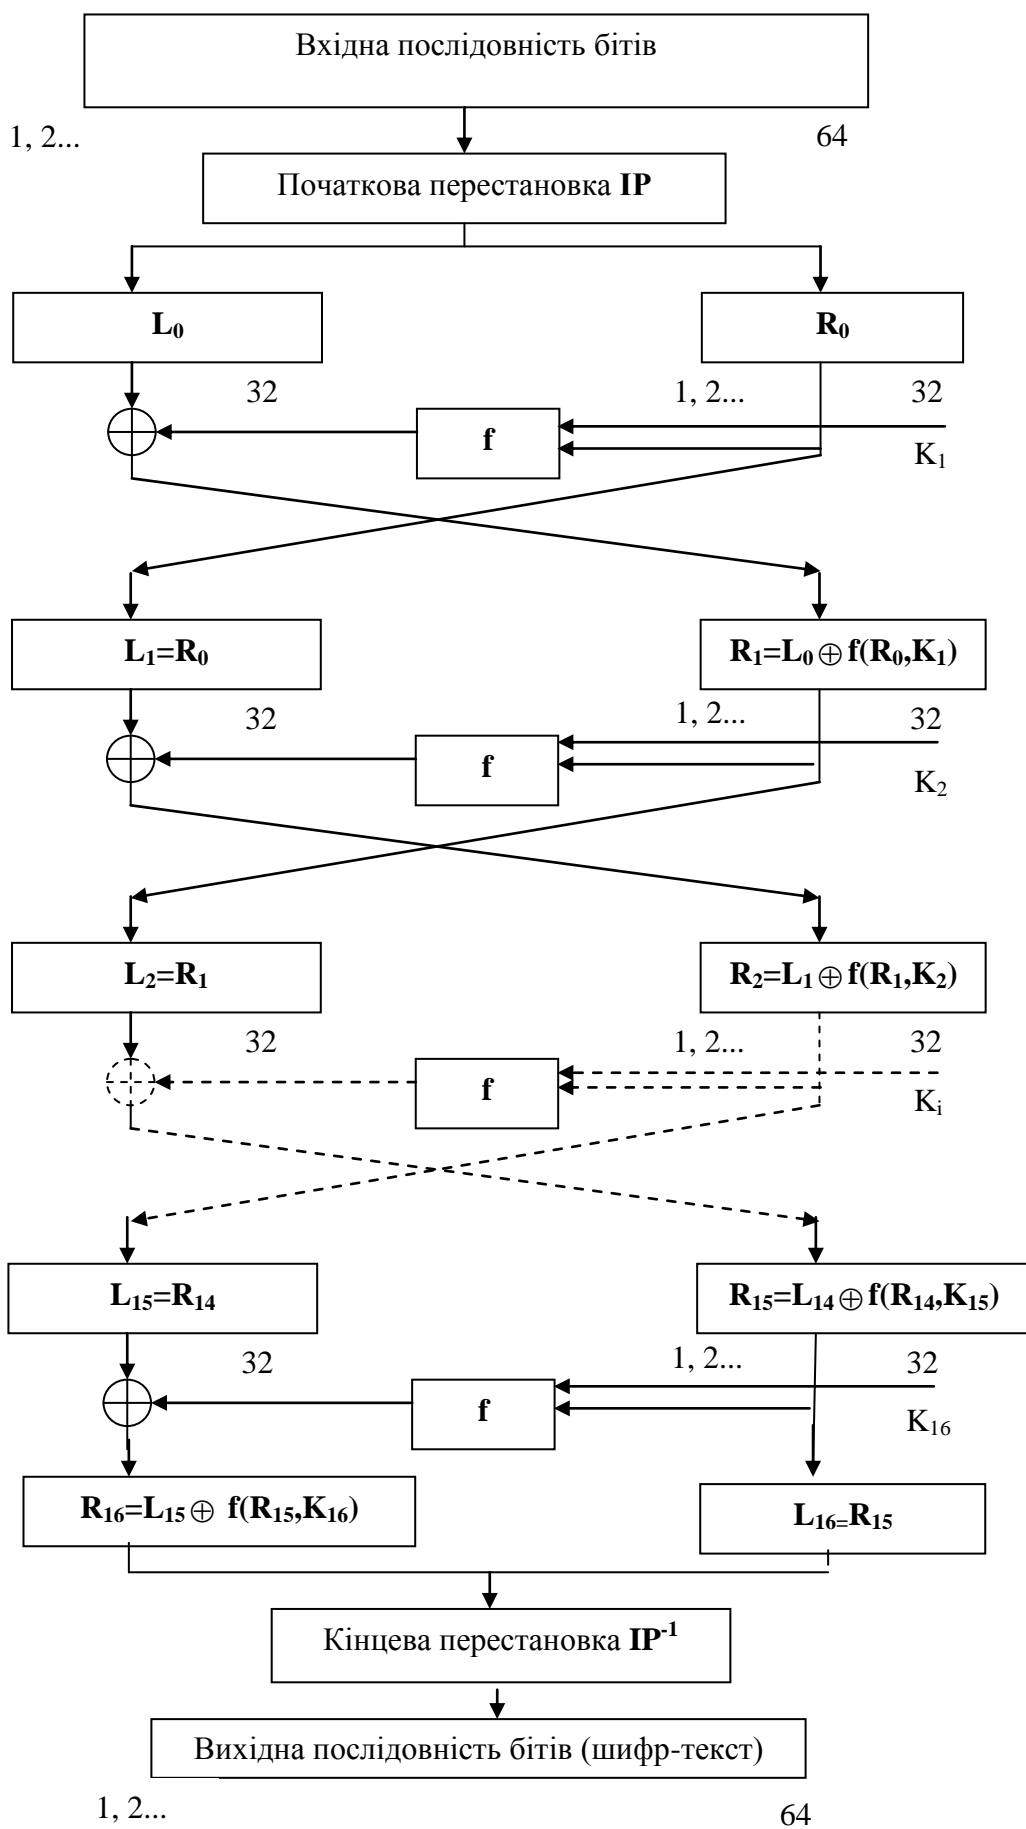 Вхідна послідовність бітів
1, 2... 64
Початкова перестановка IP
L₀ R₀
32 1, 2... 32
f
K₁
L₁=R₀ R₁=L₀⊕f(R₀,K₁)
32 1, 2... 32
f
K₂
L₂=R₁ R₂=L₁⊕f(R₁,K₂)
32 1, 2... 32
f
Kᵢ
L₁₅=R₁₄ R₁₅=L₁₄⊕f(R₁₄,K₁₅)
32 1, 2... 32
f
K₁₆
R₁₆=L₁₅⊕ f(R₁₅,K₁₆) L₁₆₌R₁₅
Кінцева перестановка IP⁻¹
Вихідна послідовність бітів (шифр-текст)
1, 2... 64